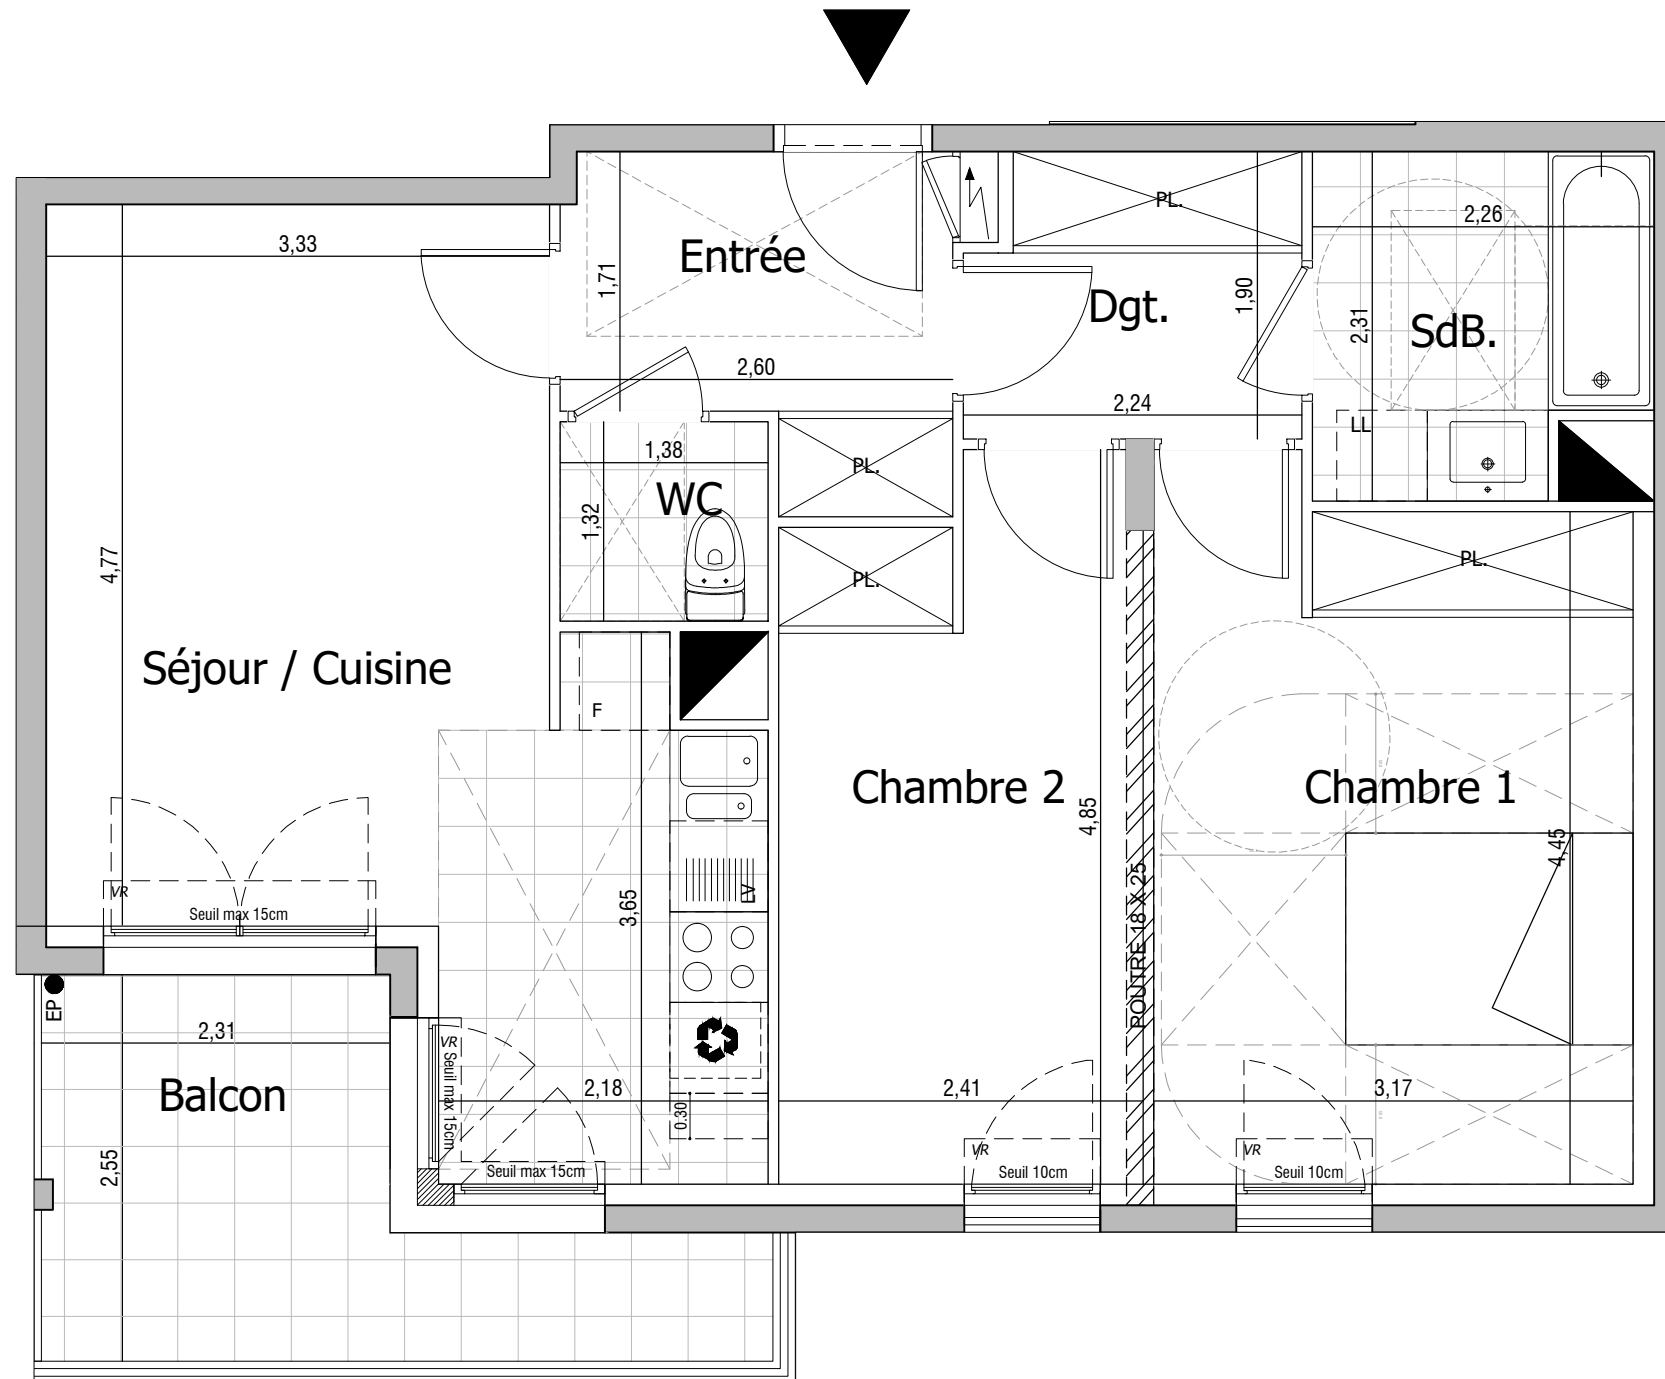 PL.
2,26
3,33
Entrée
1,71
Dgt.
1,90
2,31
SdB.
2,60
2,24
LL
1,38
PL.
WC
1,32
4,77
PL.
PL.
Séjour / Cuisine
F
Chambre 2
Chambre 1
4,85
4,45
VR
Seuil max 15cm
LV
3,65
POUTRE 18 X 25
EP
2,31
VR
Seuil max 15cm
Balcon
2,18
0.30
2,41
3,17
2,55
Seuil max 15cm
VR
Seuil 10cm
VR
Seuil 10cm